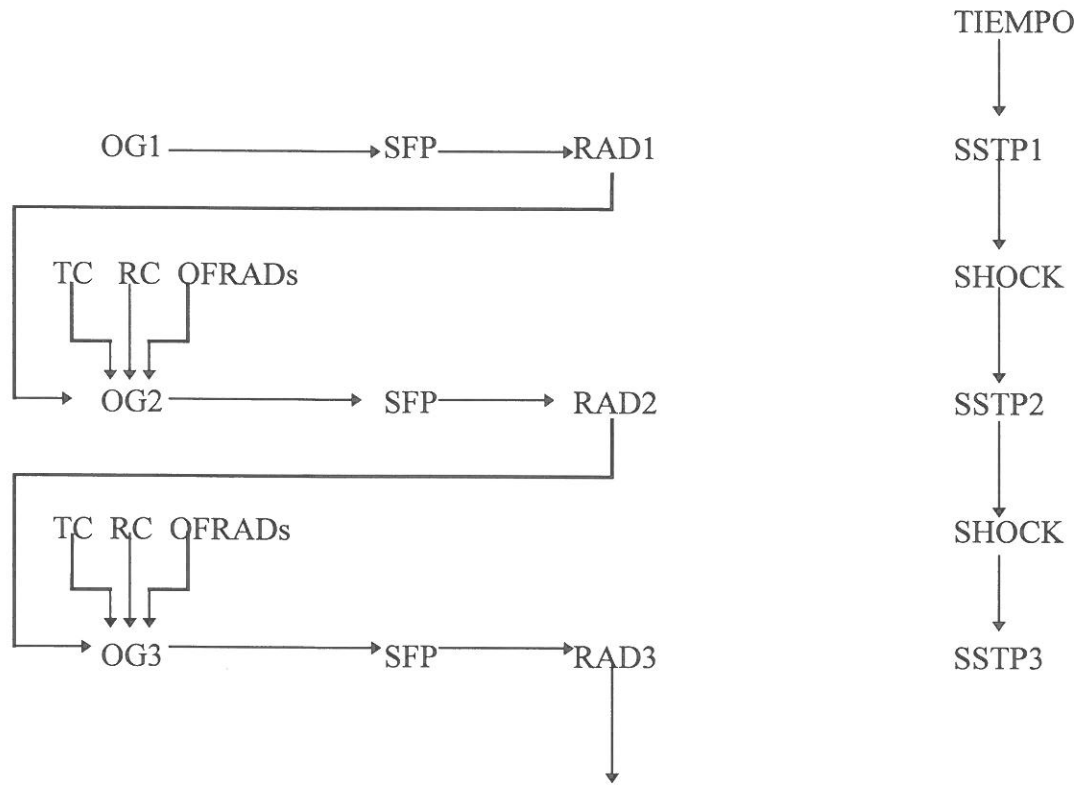 TIEMPO
OG1 SFP RAD1 SSTP1
TC RC OFRADs SHOCK
OG2 SFP RAD2 SSTP2
TC RC OFRADs SHOCK
OG3 SFP RAD3 SSTP3